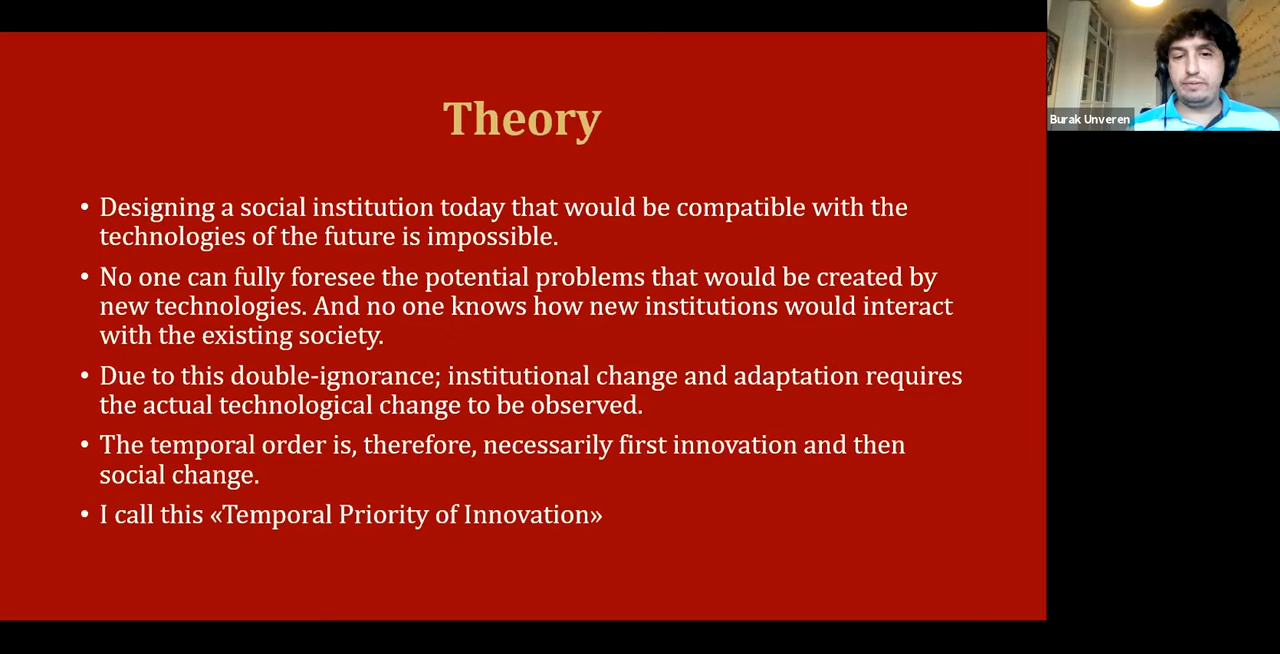 Theory
• Designing a social institution today that would be compatible with the
technologies of the future is impossible.
• No one can fully foresee the potential problems that would be created by
new technologies. And no one knows how new institutions would interact
with the existing society.
• Due to this double-ignorance; institutional change and adaptation requires
the actual technological change to be observed.
• The temporal order is, therefore, necessarily first innovation and then
social change.
• I call this «Temporal Priority of Innovation»
Burak Unveren